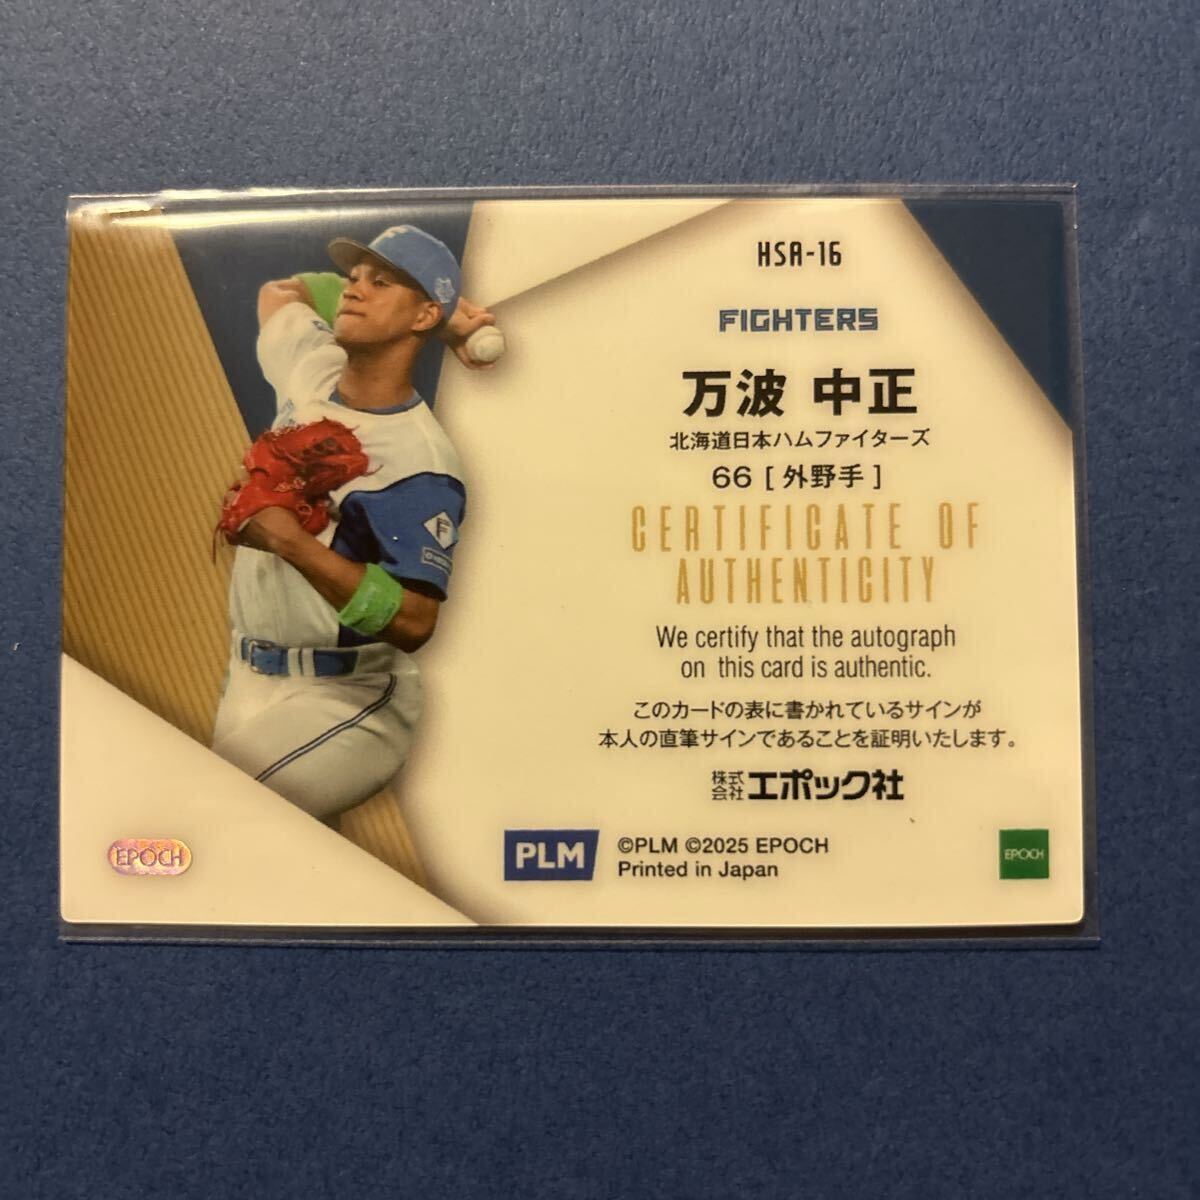 HSA-16
FIGHTERS
万波 中正
北海道日本ハムファイターズ
66 [ 外野手 ]
CERTIFICATE OF
AUTHENTICITY
We certify that the autograph
on this card is authentic.
このカードの表に書かれているサインが
本人の直筆サインであることを証明いたします。
株式会社エポック社
PLM
©PLM ©2025 EPOCH
Printed in Japan
EPOCH
EPOCH
F